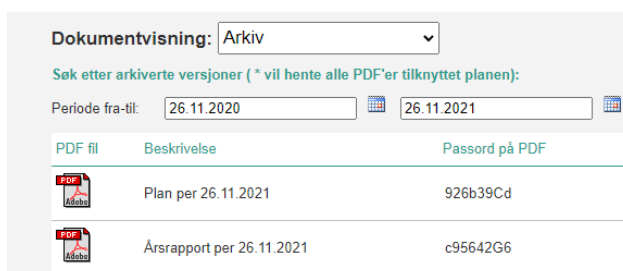 Dokumentvisning: Arkiv
Søk etter arkiverte versjoner ( * vil hente alle PDF'er tilknyttet planen):
Periode fra-til: 26.11.2020 26.11.2021
PDF fil Beskrivelse Passord på PDF
PDF Adobe Plan per 26.11.2021 926b39Cd
PDF Adobe Årsrapport per 26.11.2021 c95642G6